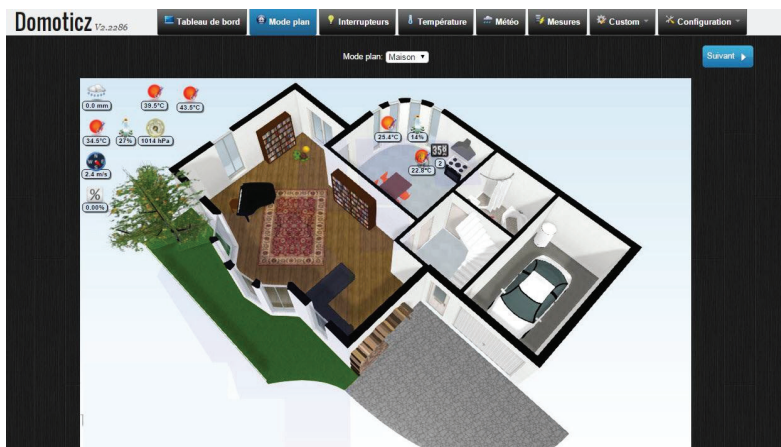 Domoticz V2.2286 Tableau de bord Mode plan Interrupteurs Température Météo Mesures Custom Configuration
Mode plan: Maison Suivant
0.0 mm 39.5°C 43.5°C
34.5°C 27% 1014 hPa
2.4 m/s
%
0.00%
25.4°C 14%
2
22.8°C